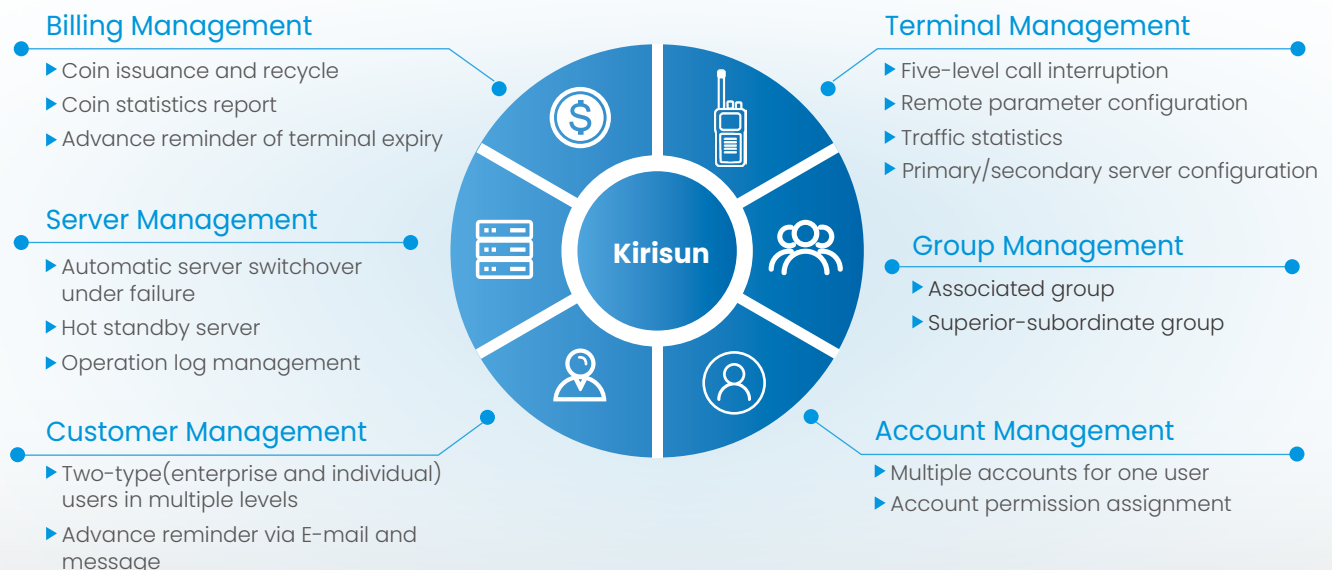 Billing Management
Coin issuance and recycle
Coin statistics report
Advance reminder of terminal expiry
Server Management
Automatic server switchover
under failure
Hot standby server
Operation log management
Customer Management
Two-type(enterprise and individual)
users in multiple levels
Advance reminder via E-mail and
message
Kirisun
Terminal Management
Five-level call interruption
Remote parameter configuration
Traffic statistics
Primary/secondary server configuration
Group Management
Associated group
Superior-subordinate group
Account Management
Multiple accounts for one user
Account permission assignment